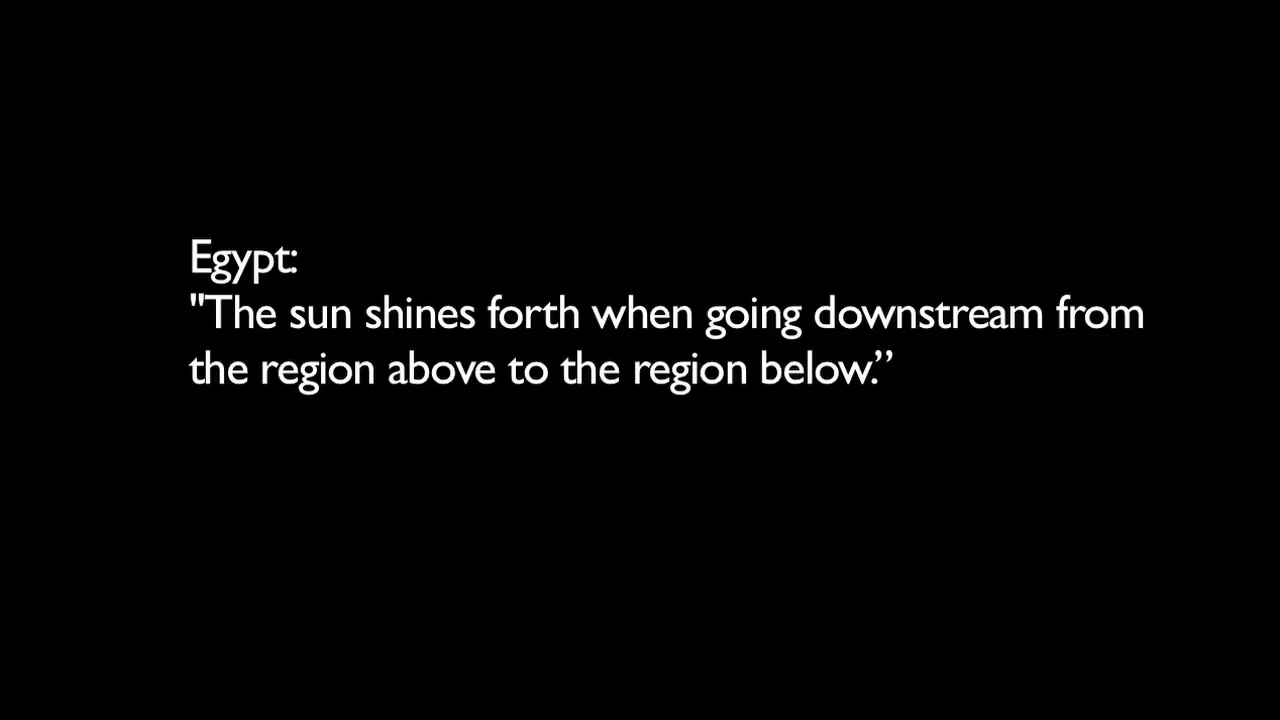 Egypt:
"The sun shines forth when going downstream from
the region above to the region below.”